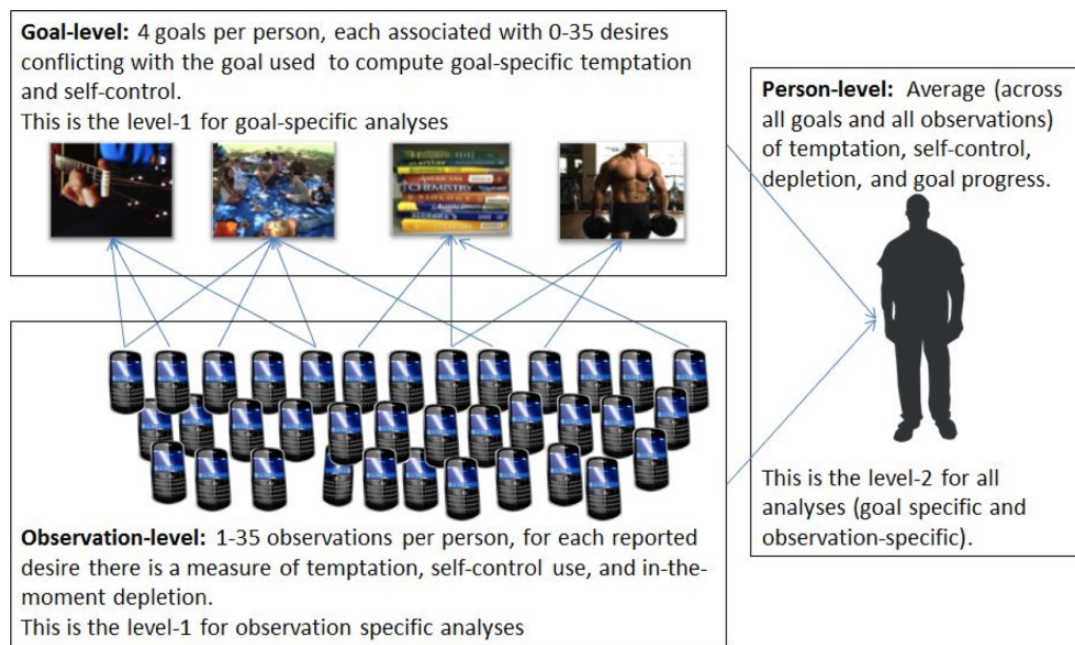 Goal-level: 4 goals per person, each associated with 0-35 desires
conflicting with the goal used to compute goal-specific temptation
and self-control.
This is the level-1 for goal-specific analyses
CHEMISTRY
BIOLOGY
ALGEBRA
Person-level: Average (across
all goals and all observations)
of temptation, self-control,
depletion, and goal progress.
This is the level-2 for all
analyses (goal specific and
observation-specific).
Observation-level: 1-35 observations per person, for each reported
desire there is a measure of temptation, self-control use, and in-the-
moment depletion.
This is the level-1 for observation specific analyses